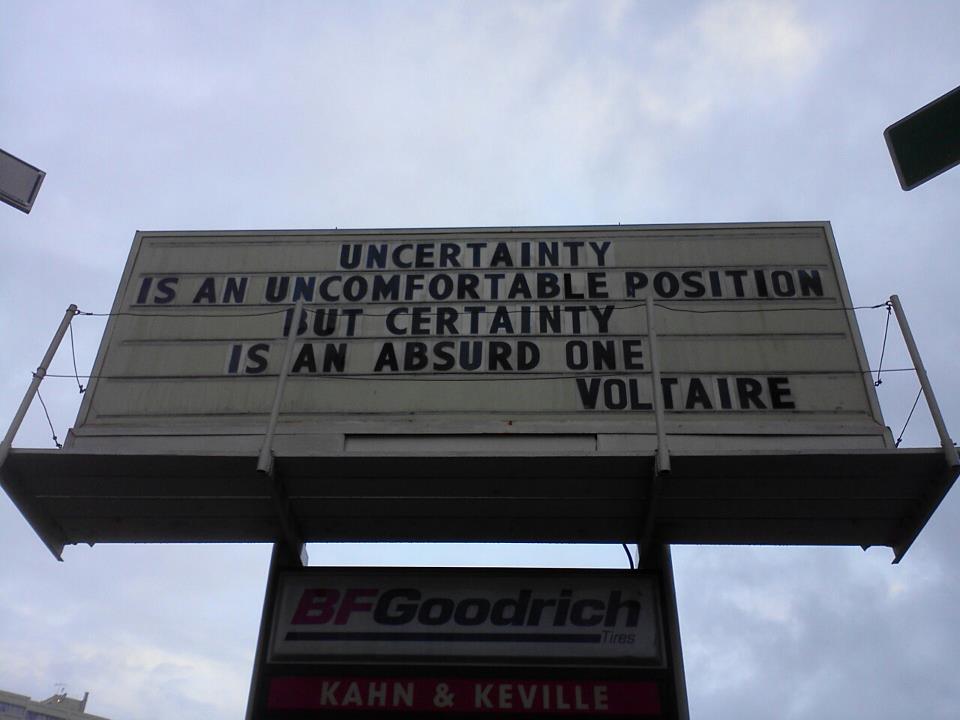 UNCERTAINTY
IS AN UNCOMFORTABLE POSITION
BUT CERTAINTY
IS AN ABSURD ONE
VOLTAIRE
BFGoodrich
Tires
KAHN & KEVILLE